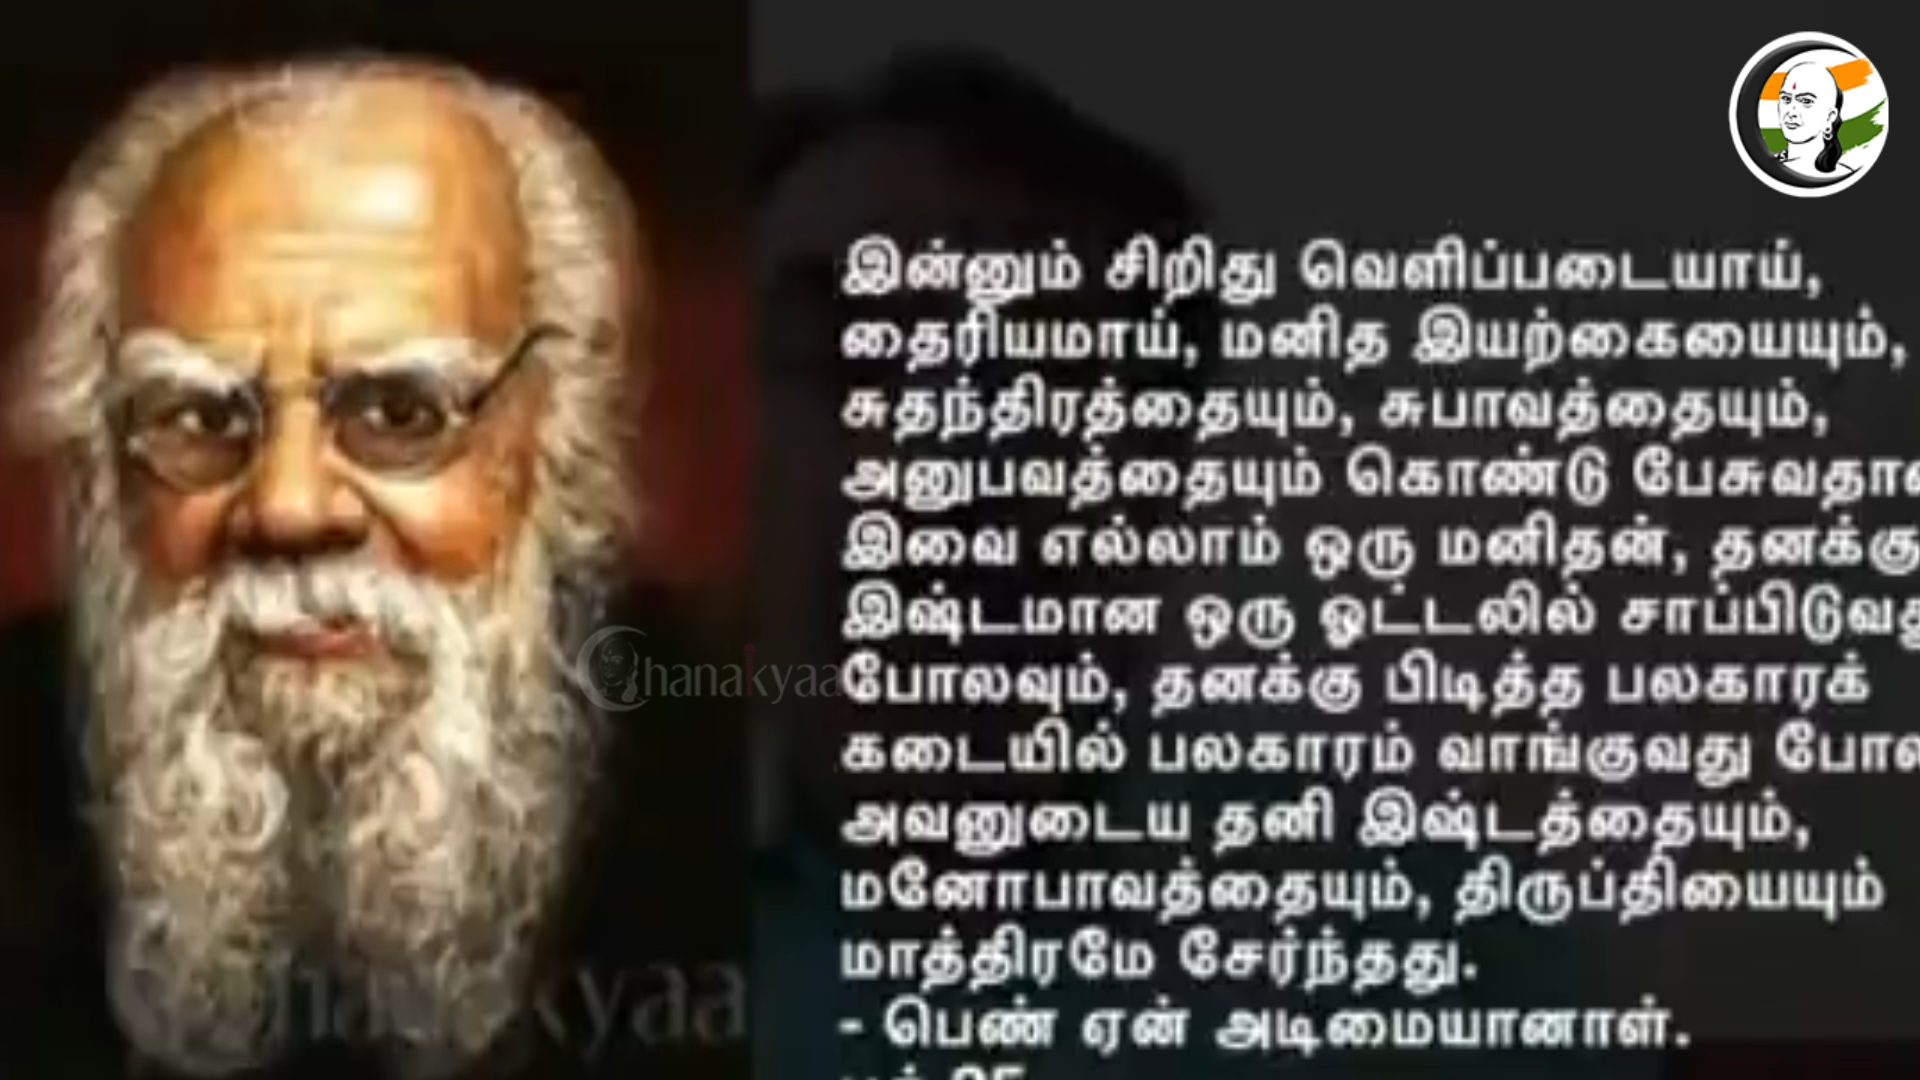 இன்னும் சிறிது வெளிப்படையாய்,
தைரியமாய், மனித இயற்கையையும்,
சுதந்திரத்தையும், சுபாவத்தையும்,
அனுபவத்தையும் கொண்டு
இவை எல்லாம் ஒரு மனிதன், தனக்கு
இஷ்டமான ஒரு ஓட்டலில்
போலவும், தனக்கு பிடித்த பலகாரக்
கடையில் பலகாரம் வாங்குவது
அவனுடைய தனி இஷ்டத்தையும்,
மனோபாவத்தையும், திருப்தியையும்
மாத்திரமே சேர்ந்தது.
- பெண் ஏன் அடிமையானாள்.
Chanakyaa